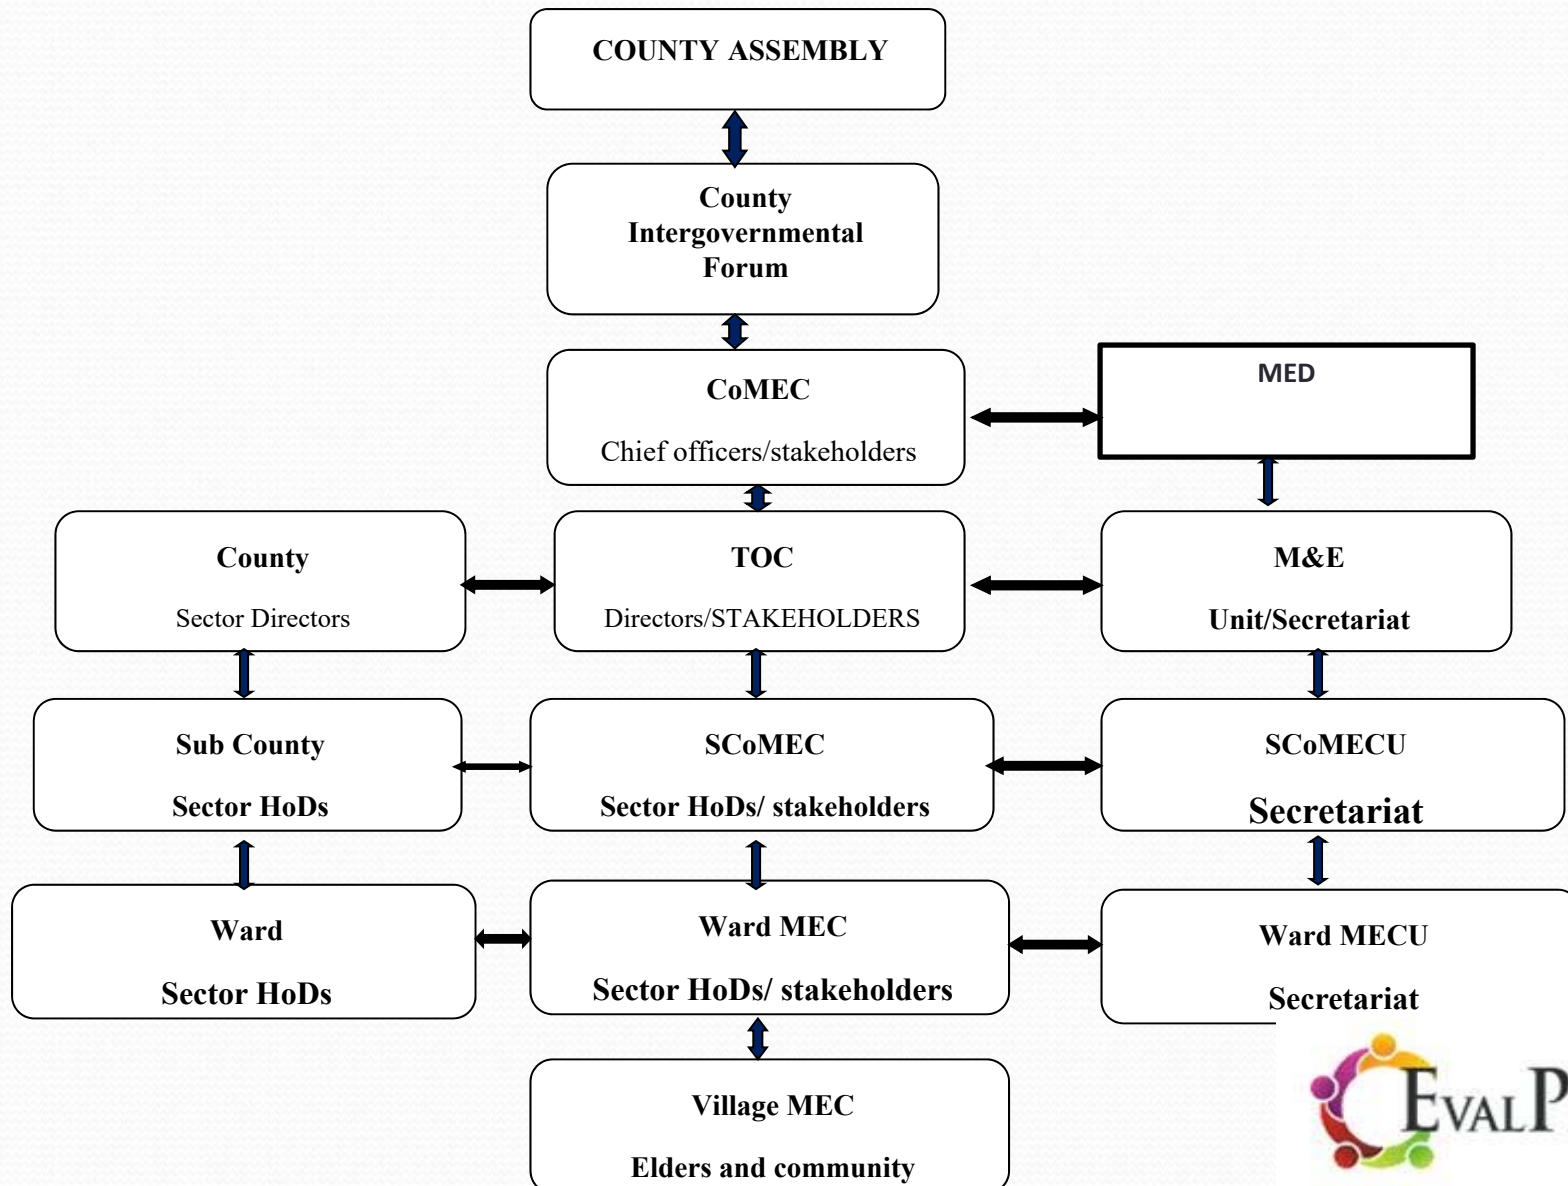 COUNTY ASSEMBLY
County
Intergovernmental
Forum
CoMEC
Chief officers/stakeholders
MED
County
Sector Directors
TOC
Directors/STAKEHOLDERS
M&E
Unit/Secretariat
Sub County
Sector HoDs
SCoMEC
Sector HoDs/ stakeholders
SCoMECU
Secretariat
Ward
Sector HoDs
Ward MEC
Sector HoDs/ stakeholders
Ward MECU
Secretariat
Village MEC
Elders and community
EVALP